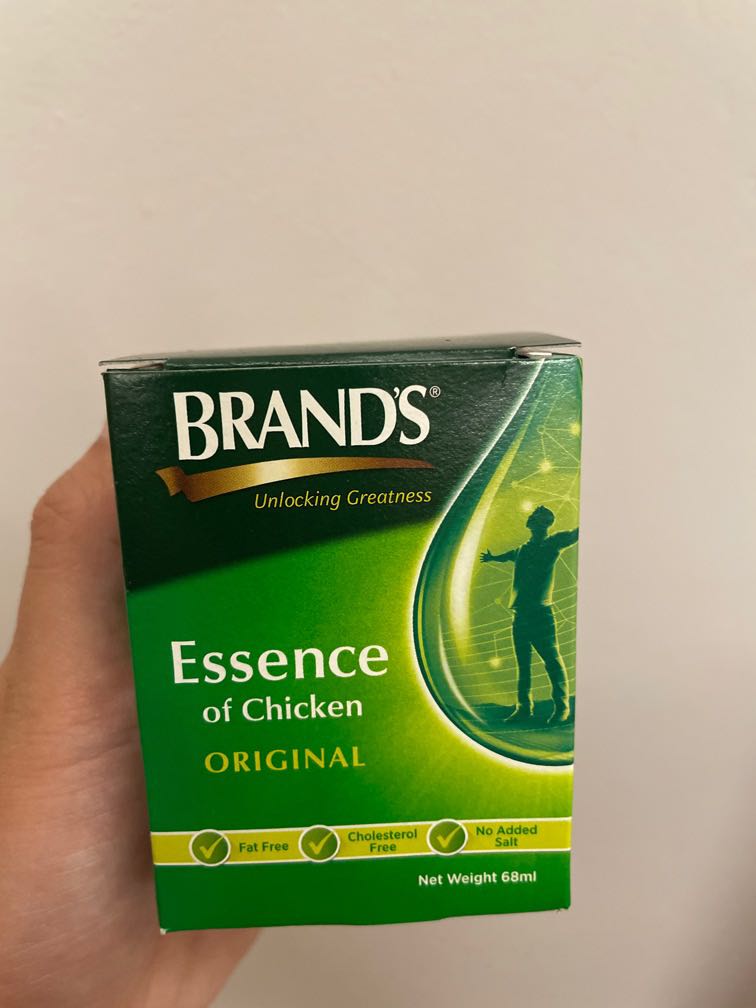 BRAND'S®
Unlocking Greatness
Essence
of Chicken
ORIGINAL
Fat Free
Cholesterol
Free
No Added
Salt
Net Weight 68ml